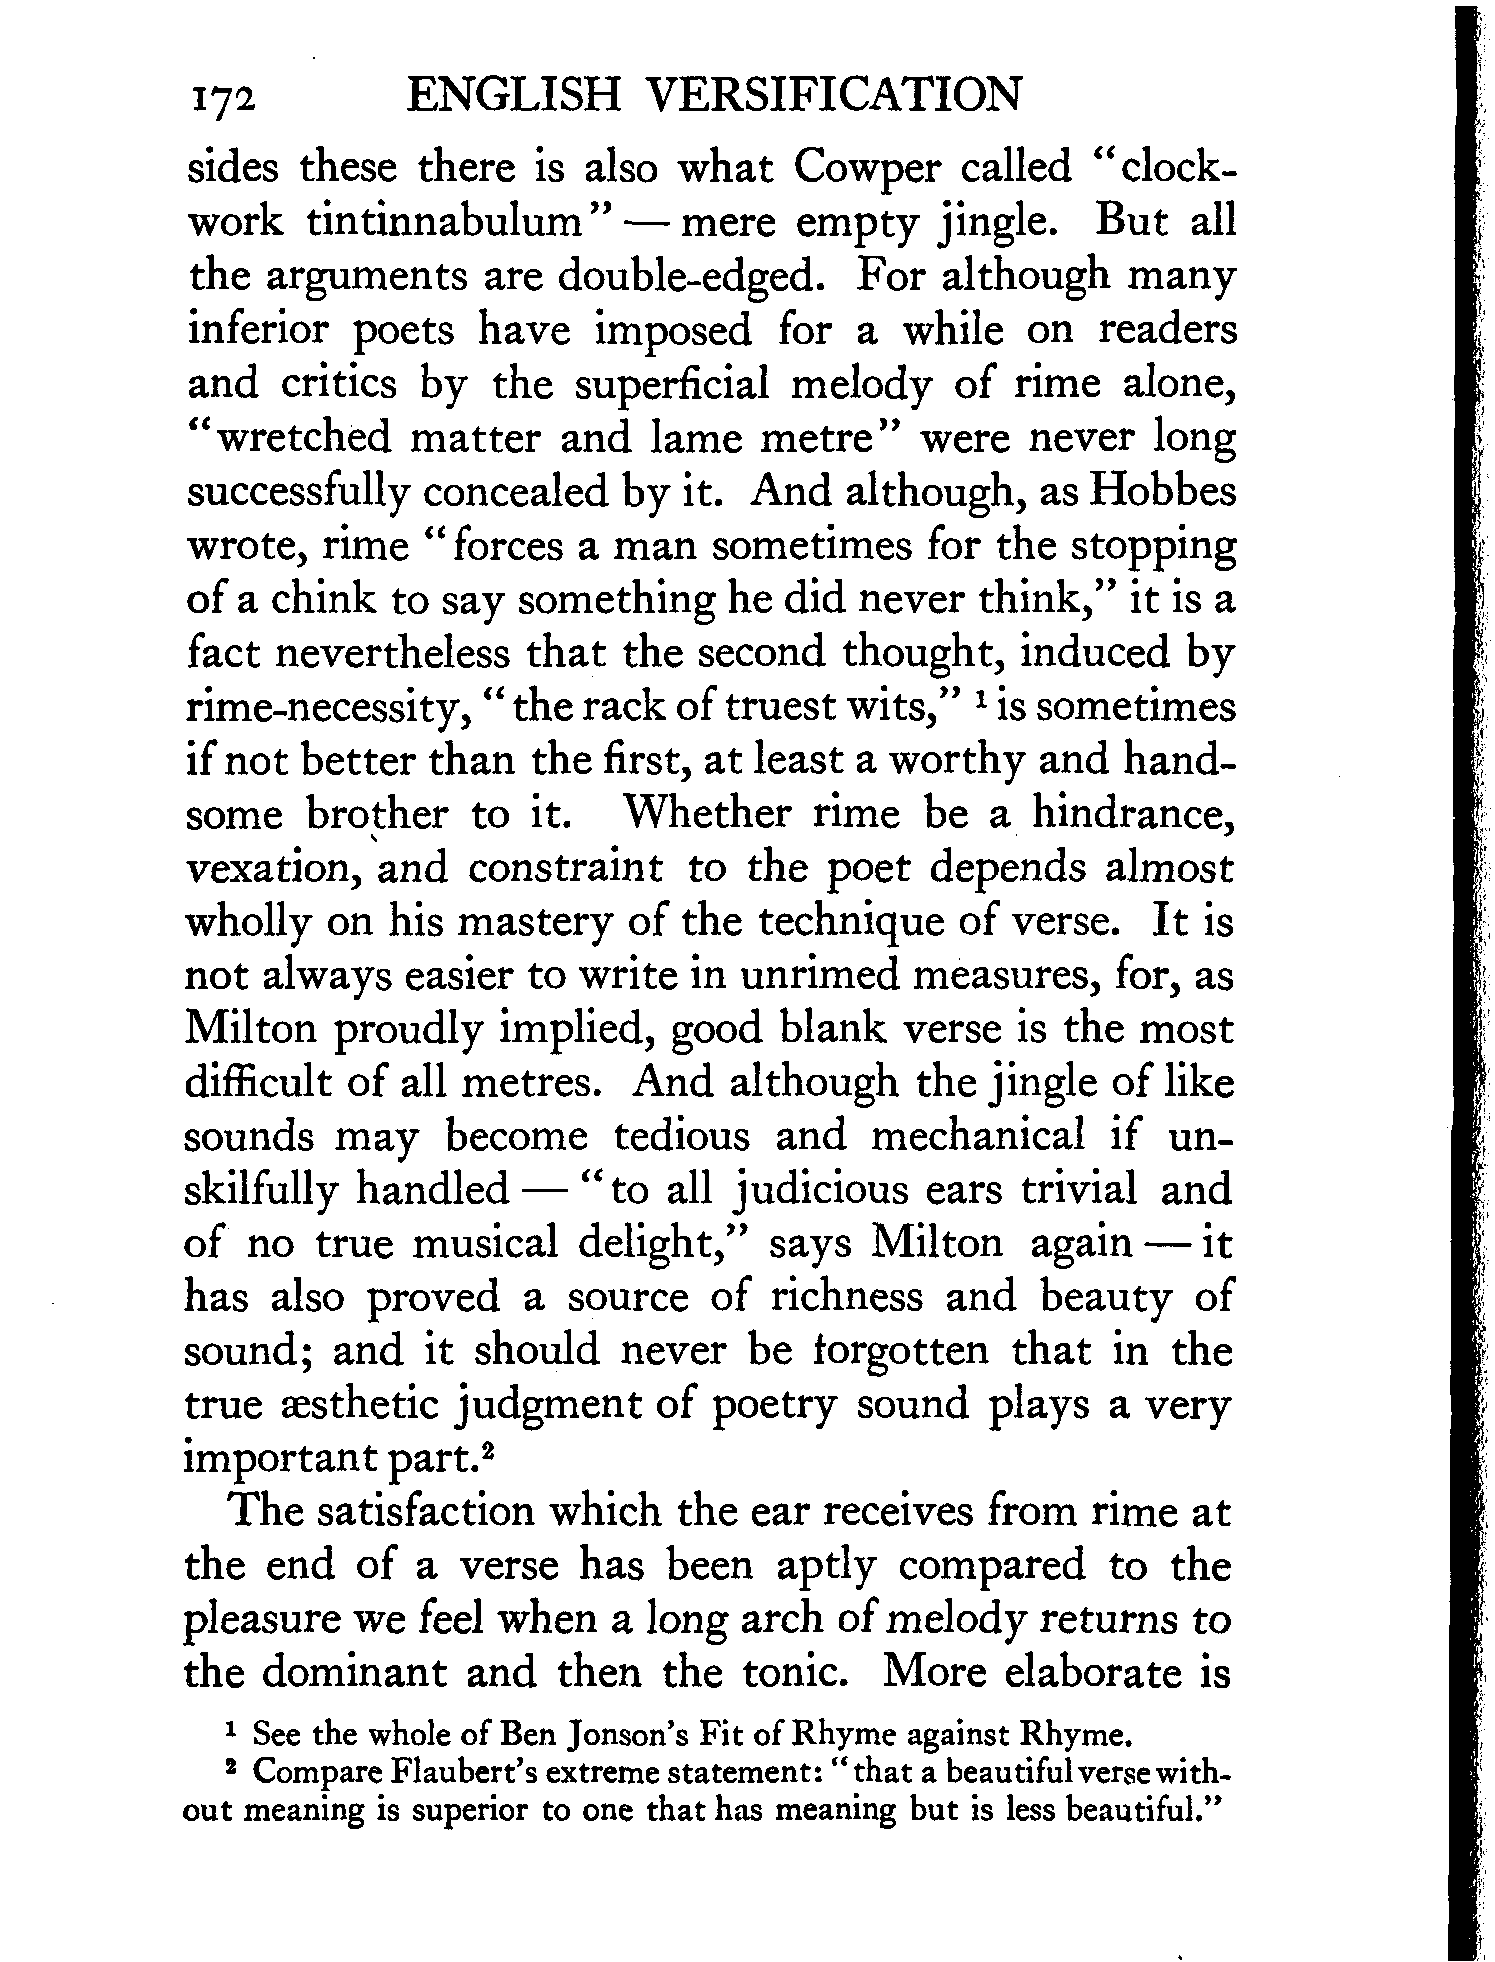 172 ENGLISH VERSIFICATION
sides these there is also what Cowper called “clock-
work tintinnabulum” — mere empty jingle. But all
the arguments are double-edged. For although many
inferior poets have imposed for a while on readers
and critics by the superficial melody of rime alone,
“wretched matter and lame metre” were never long
successfully concealed by it. And although, as Hobbes
wrote, rime “forces a man sometimes for the stopping
of a chink to say something he did never think,” it is a
fact nevertheless that the second thought, induced by
rime-necessity, “the rack of truest wits,” ¹ is sometimes
if not better than the first, at least a worthy and hand-
some brother to it. Whether rime be a hindrance,
vexation, and constraint to the poet depends almost
wholly on his mastery of the technique of verse. It is
not always easier to write in unrimed measures, for, as
Milton proudly implied, good blank verse is the most
difficult of all metres. And although the jingle of like
sounds may become tedious and mechanical if un-
skilfully handled — “to all judicious ears trivial and
of no true musical delight,” says Milton again — it
has also proved a source of richness and beauty of
sound; and it should never be forgotten that in the
true æsthetic judgment of poetry sound plays a very
important part.²
The satisfaction which the ear receives from rime at
the end of a verse has been aptly compared to the
pleasure we feel when a long arch of melody returns to
the dominant and then the tonic. More elaborate is
¹ See the whole of Ben Jonson’s Fit of Rhyme against Rhyme.
² Compare Flaubert’s extreme statement: “that a beautiful verse with-
out meaning is superior to one that has meaning but is less beautiful.”